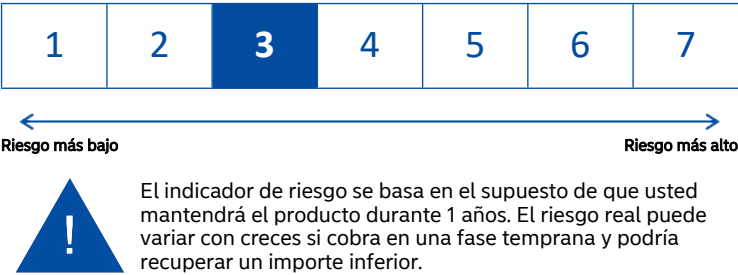 1 2 3 4 5 6 7
Riesgo más bajo Riesgo más alto
! El indicador de riesgo se basa en el supuesto de que usted
mantendrá el producto durante 1 años. El riesgo real puede
variar con creces si cobra en una fase temprana y podría
recuperar un importe inferior.